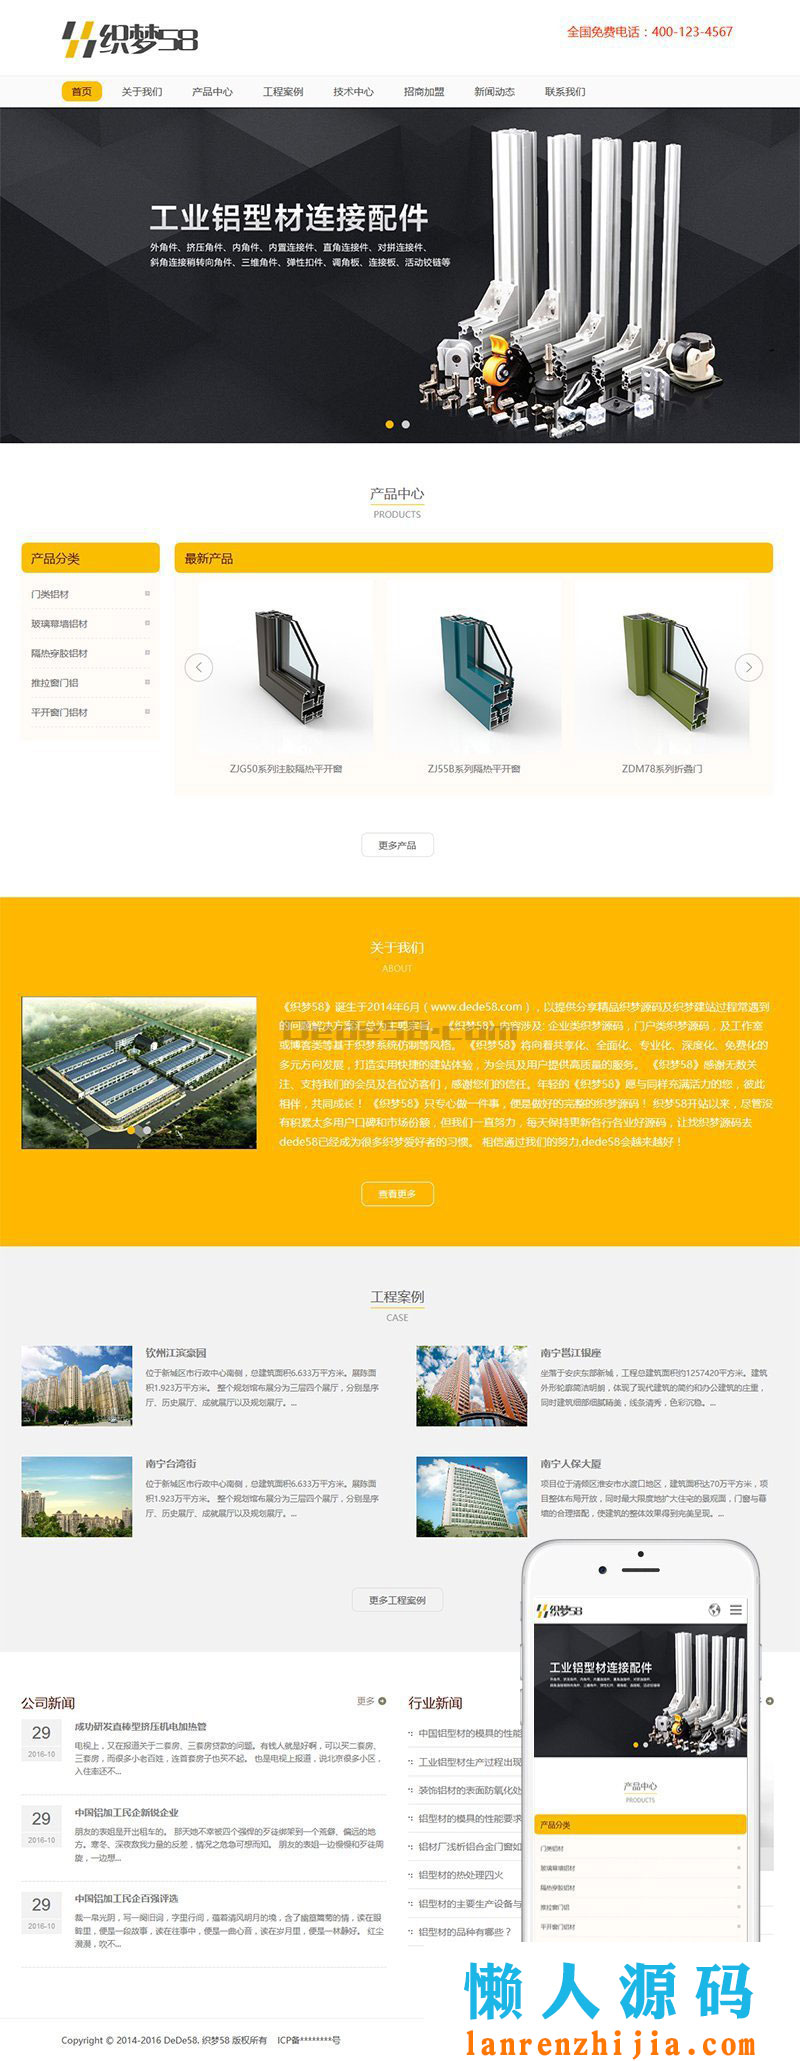 织梦58
全国免费电话：400-123-4567
首页 关于我们 产品中心 工程案例 技术中心 招商加盟 新闻动态 联系我们
工业铝型材连接配件
外角件、挤压角件、内角件、内置连接件、直角连接件、对拼连接件、
斜角连接稍转向角件、三维角件、弹性扣件、调角板、连接板、活动铰链等
产品中心
PRODUCTS
产品分类
门类铝材
玻璃幕墙铝材
隔热穿胶铝材
推拉窗门铝
平开窗门铝材
最新产品
ZJG50系列注胶隔热平开窗 ZJ55B系列隔热平开窗 ZDM78系列折叠门
更多产品
关于我们
ABOUT
《织梦58》诞生于2014年6月（www.dede58.com），以提供分享精品织梦源码及织梦建站过程常遇到
的问题解决方案汇总为主要内容。《织梦58》内容涉及: 企业类织梦源码，门户类织梦源码，及工作室
或博客类等基于织梦系统仿制等风格。《织梦58》将向着共享化、全面化、专业化、深度化、免费化的
多元方向发展，打造实用快捷的建站体验，为会员及用户提供高质量的服务。《织梦58》感谢无数关
注、支持我们的会员及各位访客们，感谢您们的信任。年轻的《织梦58》愿与同样充满活力的您，彼此
相伴，共同成长！《织梦58》只专心做一件事，便是做好的完整的织梦源码！织梦58开站以来，尽管没
有积累太多用户口碑和市场份额，但我们一直努力，每天保持更新各行各业好源码，让找织梦源码去
dede58已经成为很多织梦爱好者的习惯。 相信通过我们的努力,dede58会越来越好！
Dede58.com
查看更多
工程案例
CASE
钦州江滨豪园
位于新城区市行政中心南侧，总建筑面积6.633万平方米。展陈面
积1.923万平方米。 整个规划馆布展分为三层四个展厅，分别是序
厅、历史展厅、成就展厅以及规划展厅。...
南宁邕江银座
坐落于安庆东部新城，工程总建筑面积约1257420平方米。建筑
外形轮廓简洁明朗，体现了现代建筑的简约和办公建筑的庄重，
同时建筑细部细腻精美，线条清秀，色彩沉稳。...
南宁台湾街
位于新城区市行政中心南侧，总建筑面积6.633万平方米。展陈面
积1.923万平方米。 整个规划馆布展分为三层四个展厅，分别是序
厅、历史展厅、成就展厅以及规划展厅。...
南宁人保大厦
项目位于清倾区淮安市水渡口地区，建筑面积达70万平方米，项
目整体布局开放，同时最大限度地扩大住宅的景观面，门窗与幕
墙的合理搭配，使建筑的整体效果得到完美呈现。...
更多工程案例
公司新闻 更多
29
2016-10
成功研发直棒型挤压机电加热管
电视上，又在报道关于二套房、三套房贷款的问题。有钱人就是好啊，可以买二套房、
三套房，而很多小老百姓，连首套房子也买不起。 也是电视上报道，说北京很多小区，
入住率还不...
29
2016-10
中国铝加工民企新锐企业
朋友的表姐是开出租车的。 那天她不幸被四个强悍的歹徒绑架到一个荒僻、偏远的地
方。寒冬、深夜敌我力量的反差，情况之危急可想而知。 朋友的表姐一边慢慢和歹徒周
旋，一边想...
29
2016-10
中国铝加工民企百强评选
裁一帛光阴，写一阕旧词，字里行间，蕴着清风明月的境，含了幽篁篱菊的情，读在眼
眸里，便是一段故事，读在往事中，便是一曲心音，读在岁月里，便是一林静好。 红尘
漠漠，吹不...
行业新闻
中国铝型材的模具的性能
工业铝型材生产过程出现
装饰铝材的表面防氧化处
铝型材的模具的性能要求
铝材厂浅析铝合金门窗如
铝型材的热处理四火
铝型材的主要生产设备与
铝型材的品种有哪些？
织梦58
工业铝型材连接配件
产品中心
PRODUCTS
产品分类
门类铝材
玻璃幕墙铝材
隔热穿胶铝材
推拉窗门铝
平开窗门铝材
Copyright © 2014-2016 DeDe58. 织梦58 版权所有 ICP备********号
懒人源码
lanrenzhijia.com